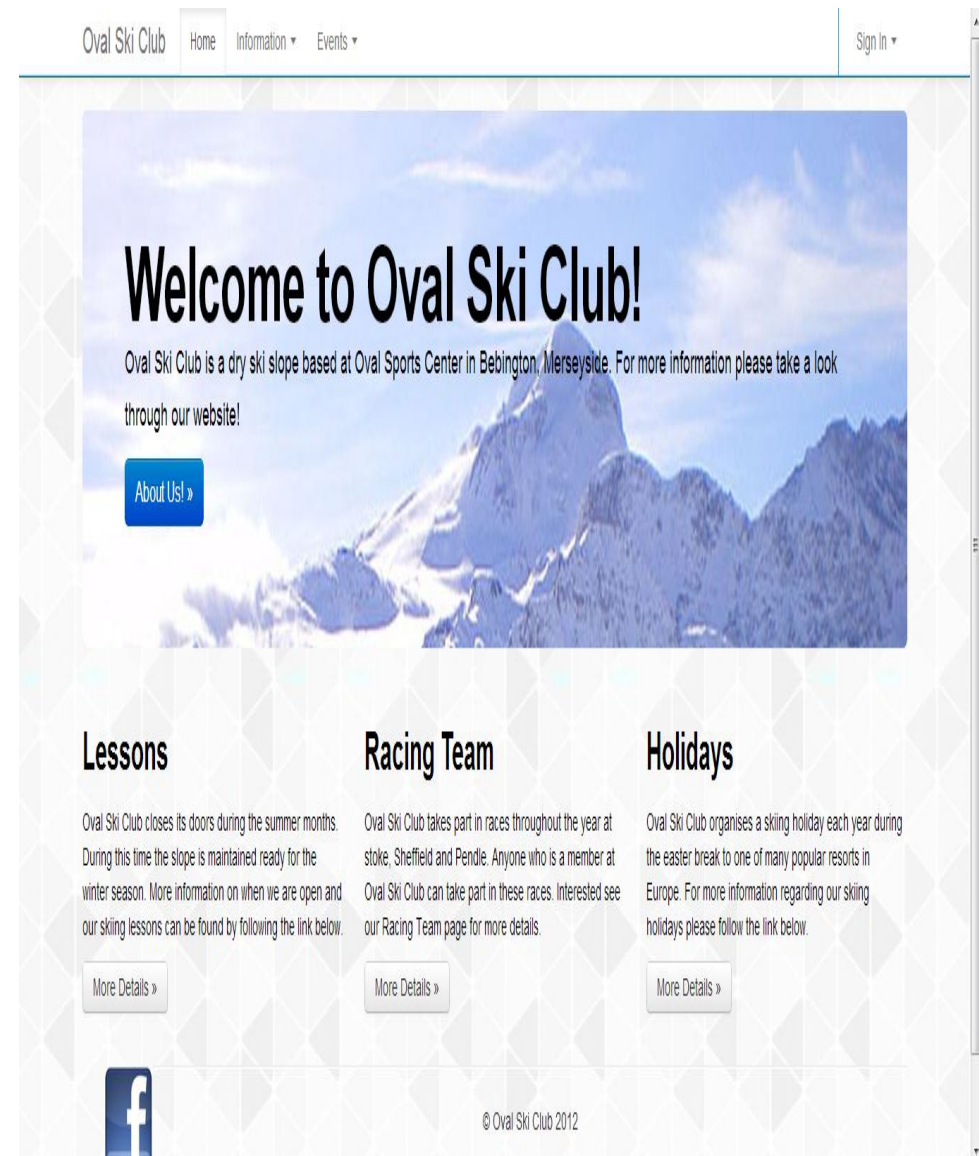 Oval Ski Club Home Information ▾ Events ▾ Sign In ▾
Welcome to Oval Ski Club!
Oval Ski Club is a dry ski slope based at Oval Sports Center in Bebington, Merseyside. For more information please take a look
through our website!
About Us! »
Lessons
Oval Ski Club closes its doors during the summer months.
During this time the slope is maintained ready for the
winter season. More information on when we are open and
our skiing lessons can be found by following the link below.
More Details »
Racing Team
Oval Ski Club takes part in races throughout the year at
stoke, Sheffield and Pendle. Anyone who is a member at
Oval Ski Club can take part in these races. Interested see
our Racing Team page for more details.
More Details »
Holidays
Oval Ski Club organises a skiing holiday each year during
the easter break to one of many popular resorts in
Europe. For more information regarding our skiing
holidays please follow the link below.
More Details »
f
© Oval Ski Club 2012